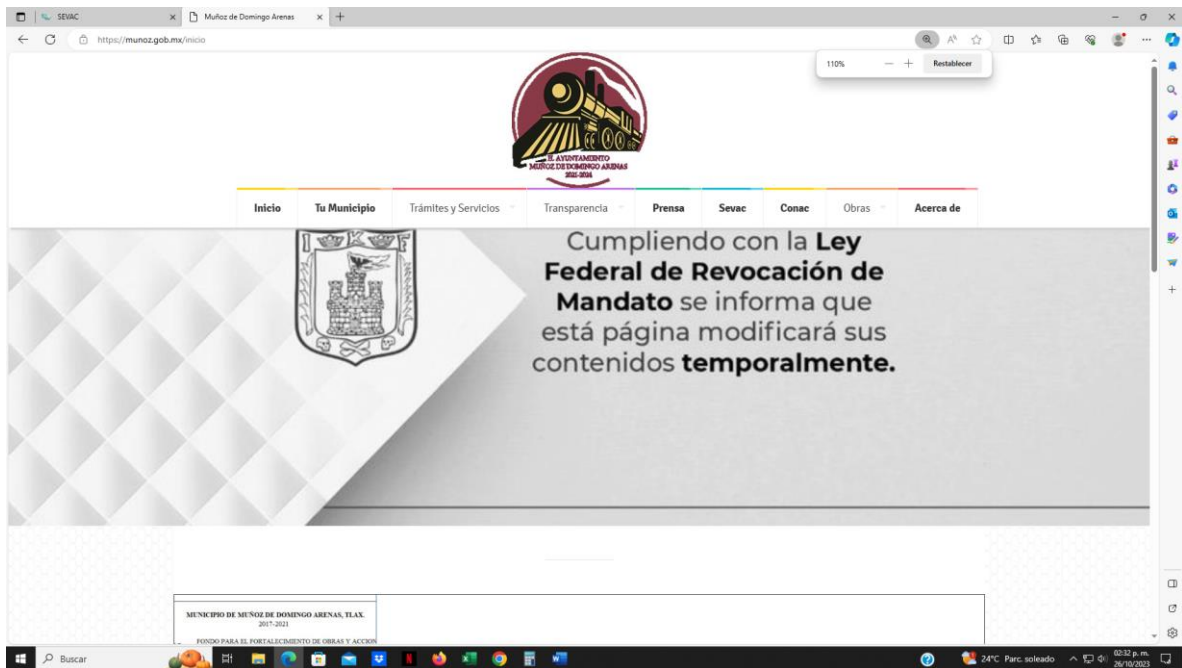 SEVAC
Muñoz de Domingo Arenas
https://munoz.gob.mx/inicio
110%
Restablecer
EL AYUNTAMIENTO
MUÑOZ DE DOMINGO ARENAS
2021-2024
Inicio Tu Municipio Trámites y Servicios Transparencia Prensa Sevac Conac Obras Acerca de
I K F
Cumpliendo con la Ley
Federal de Revocación de
Mandato se informa que
está página modificará sus
contenidos temporalmente.
MUNICIPIO DE MUÑOZ DE DOMINGO ARENAS, TLAX.
2017-2021
FONDO PARA EL FORTALECIMIENTO DE OBRAS Y ACCION
Buscar
24°C Parc. soleado
02:32 p. m.
26/10/2023